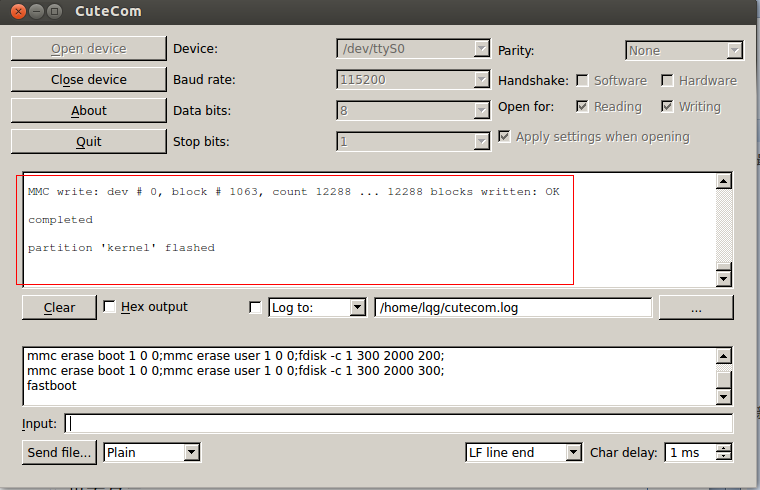 CuteCom
Open device
Device:
/dev/ttyS0
Parity:
None
Close device
Baud rate:
115200
Handshake:
Software
Hardware
About
Data bits:
8
Open for:
Reading
Writing
Quit
Stop bits:
1
Apply settings when opening
MMC write: dev # 0, block # 1063, count 12288 ... 12288 blocks written: OK
completed
partition 'kernel' flashed
Clear
Hex output
Log to:
/home/lqg/cutecom.log
...
mmc erase boot 1 0 0;mmc erase user 1 0 0;fdisk -c 1 300 2000 200;
mmc erase boot 1 0 0;mmc erase user 1 0 0;fdisk -c 1 300 2000 300;
fastboot
Input:
Send file...
Plain
LF line end
Char delay:
1 ms